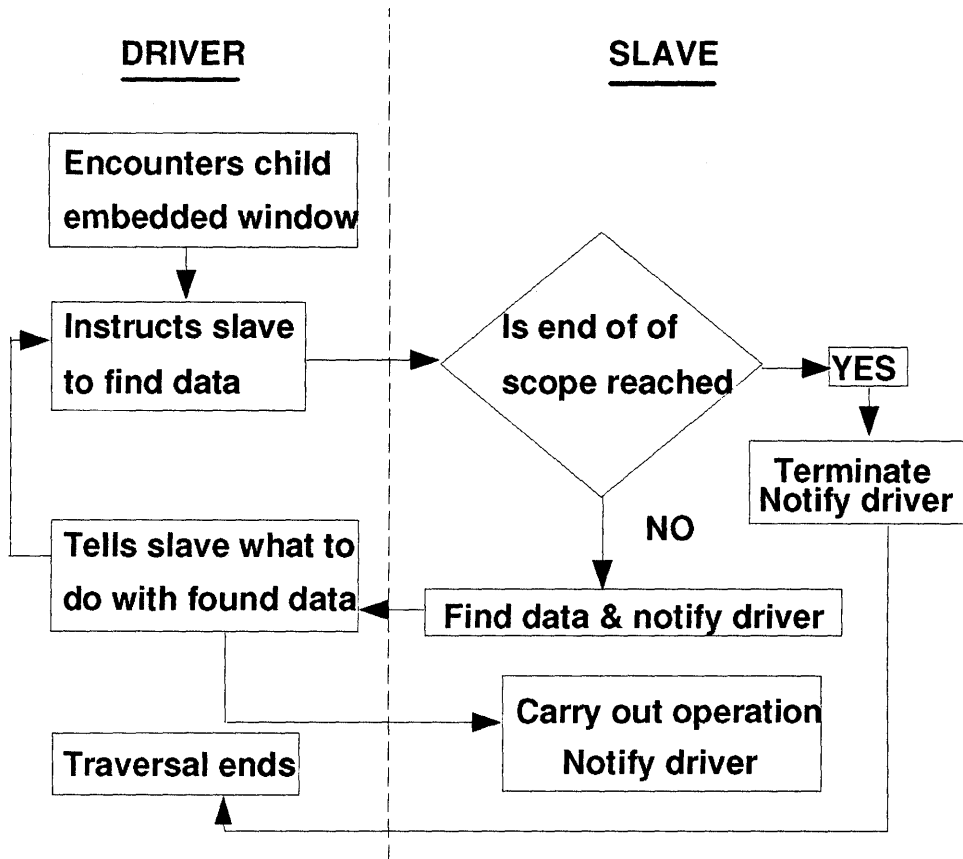 DRIVER
SLAVE
Encounters child
embedded window
Instructs slave
to find data
Is end of of
scope reached
YES
Terminate
Notify driver
NO
Tells slave what to
do with found data
Find data & notify driver
Carry out operation
Notify driver
Traversal ends